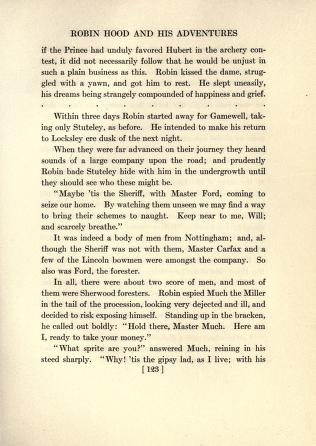 ROBIN HOOD AND HIS ADVENTURES
if the Prince had unduly favored Hubert in the archery con-
test, it did not necessarily follow that he would be unjust in
such a plain business as this. Robin kissed the dame, strug-
gled with a yawn, and got him to rest. He slept uneasily,
his dreams being strangely compounded of happiness and grief.
. . . . . . . . . .
Within three days Robin started away for Gamewell, tak-
ing only Stuteley, as before. He intended to make his return
to Locksley ere dusk of the next night.
When they were far advanced on their journey they heard
sounds of a large company upon the road; and prudently
Robin bade Stuteley hide with him in the undergrowth until
they should see who these might be.
"Maybe 'tis the Sheriff, with Master Ford, coming to
seize our home. By watching them unseen we may find a way
to bring their schemes to naught. Keep near to me, Will;
and scarcely breathe."
It was indeed a body of men from Nottingham; and, al-
though the Sheriff was not with them, Master Carfax and a
few of the Lincoln bowmen were amongst the company. So
also was Ford, the forester.
In all, there were about two score of men, and most of
them were Sherwood foresters. Robin espied Much the Miller
in the tail of the procession, looking very dejected and ill, and
decided to risk exposing himself. Standing up in the bracken,
he called out boldly: "Hold there, Master Much. Here am
I, ready to take your money."
"What sprite are you?" answered Much, reining in his
steed sharply. "Why! 'tis the gipsy lad, as I live; with his
[ 123 ]